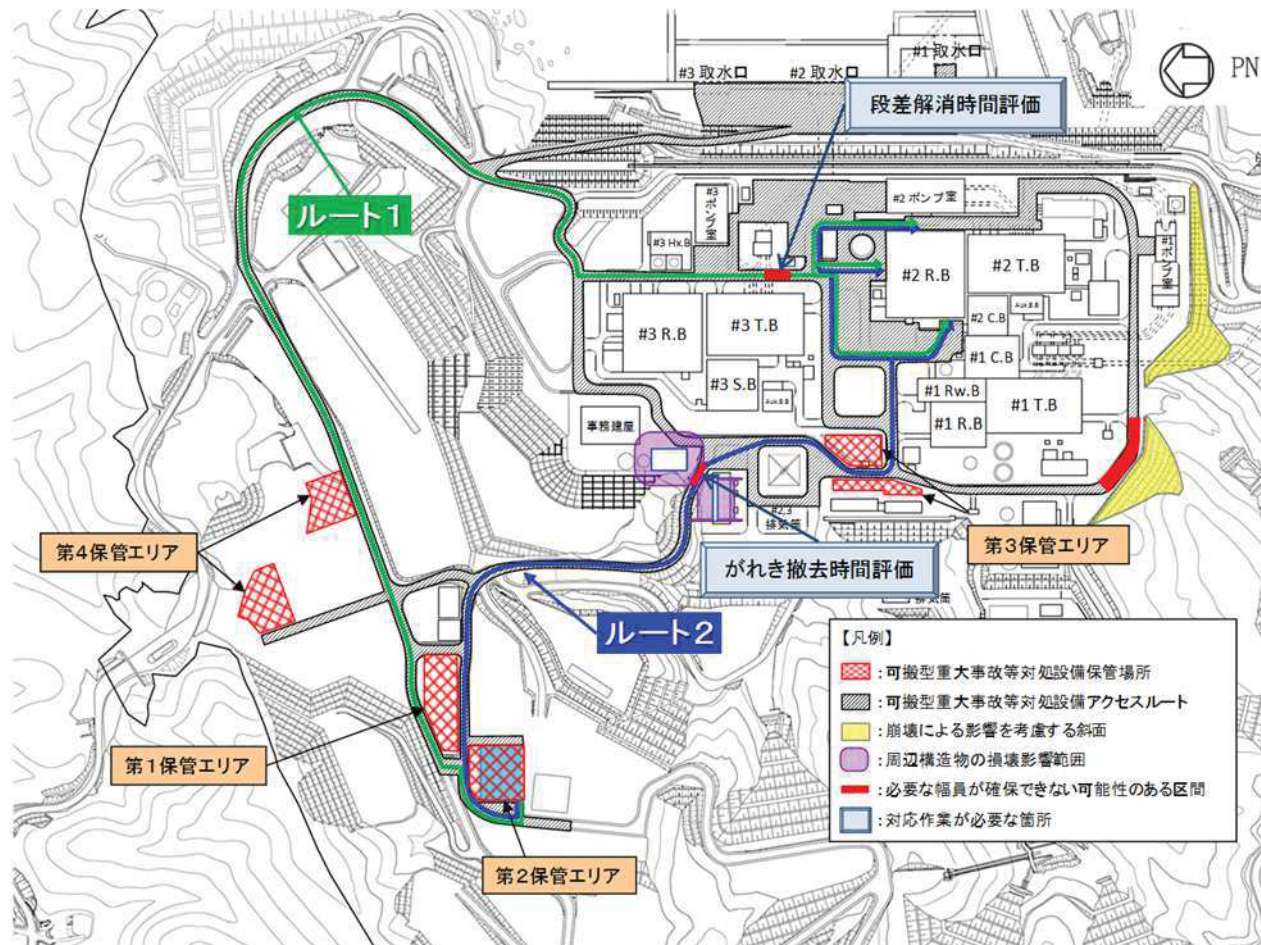 #1 取水口
#3 取水口
#2 取水口
PN
段差解消時間評価
ルート1
#3
ポンプ室
#2 ポンプ室
#3 Hx.B
#1
ポンプ室
#2 R.B
#2 T.B
#3 R.B
#3 T.B
#2 C.B
Aux.B.B
#1 C.B
#3 S.B
Aux.B.B
#1 Rw.B
#1 R.B
#1 T.B
事務建屋
#2,3
排気筒
第3保管エリア
第4保管エリア
がれき撤去時間評価
排気筒
ルート2
【凡例】
:可搬型重大事故等対処設備保管場所
:可搬型重大事故等対処設備アクセスルート
:崩壊による影響を考慮する斜面
:周辺構造物の損壊影響範囲
:必要な幅員が確保できない可能性のある区間
:対応作業が必要な箇所
第1保管エリア
第2保管エリア